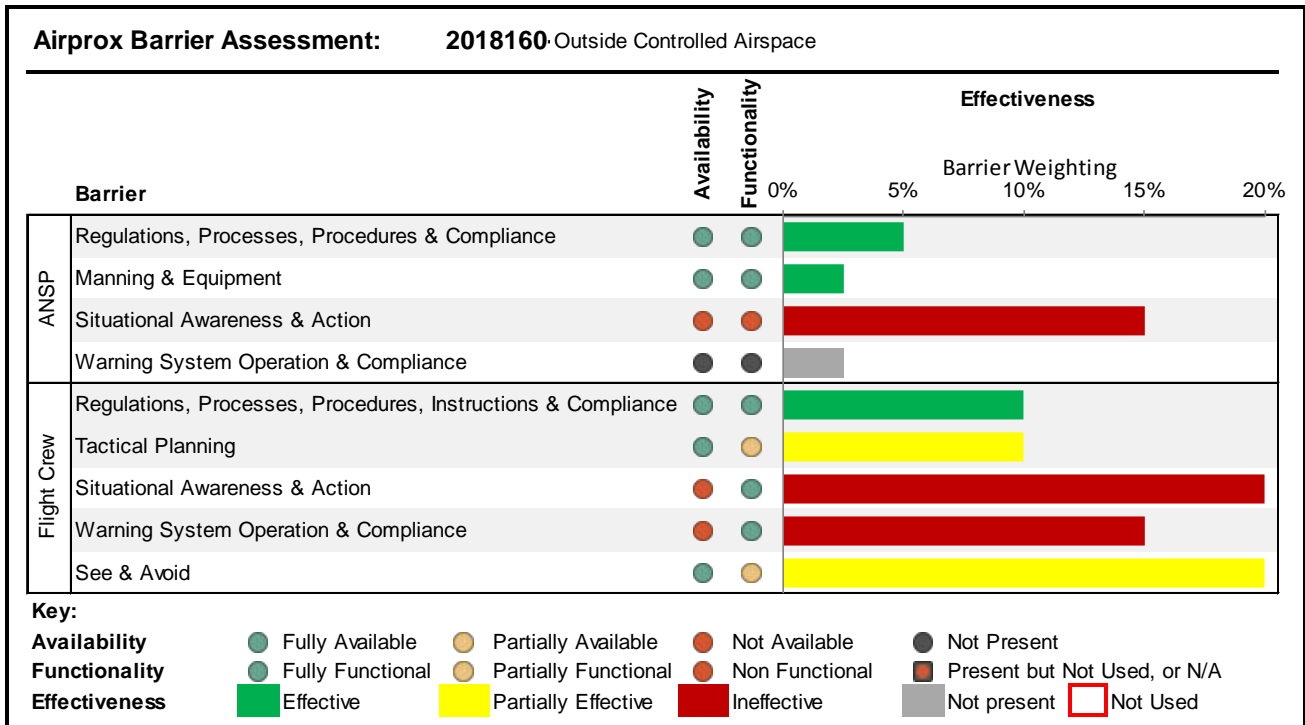 Airprox Barrier Assessment: 2018160 Outside Controlled Airspace
Availability
Functionality
Effectiveness
Barrier Weighting
Barrier
0% 5% 10% 15% 20%
ANSP
Regulations, Processes, Procedures & Compliance
Manning & Equipment
Situational Awareness & Action
Warning System Operation & Compliance
Flight Crew
Regulations, Processes, Procedures, Instructions & Compliance
Tactical Planning
Situational Awareness & Action
Warning System Operation & Compliance
See & Avoid
Key:
Availability Fully Available Partially Available Not Available Not Present
Functionality Fully Functional Partially Functional Non Functional Present but Not Used, or N/A
Effectiveness Effective Partially Effective Ineffective Not present Not Used